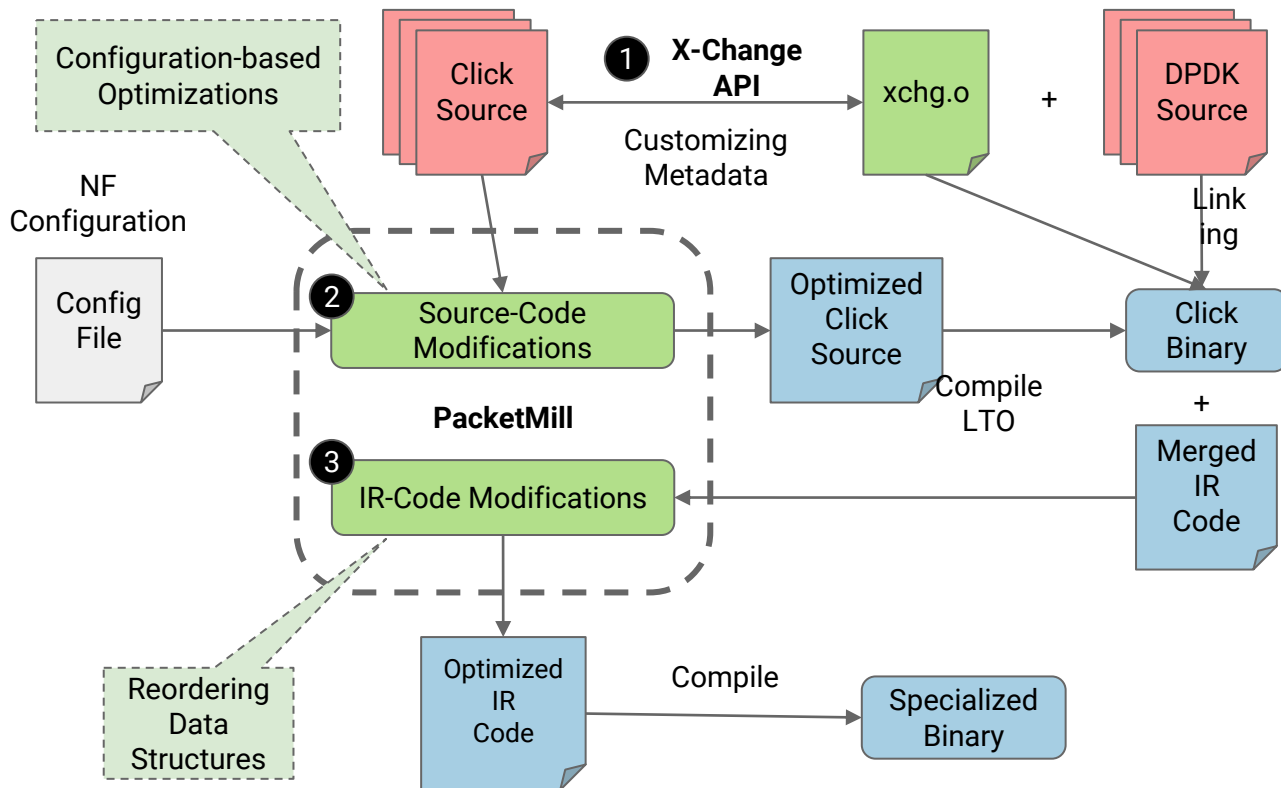 Configuration-based
Optimizations
Click
Source
1
X-Change
API
Customizing
Metadata
xchg.o
+
DPDK
Source
Link
ing
NF
Configuration
Config
File
2
Source-Code
Modifications
Optimized
Click
Source
Compile
LTO
Click
Binary
+
PacketMill
3
IR-Code Modifications
Merged
IR
Code
Reordering
Data
Structures
Optimized
IR
Code
Compile
Specialized
Binary